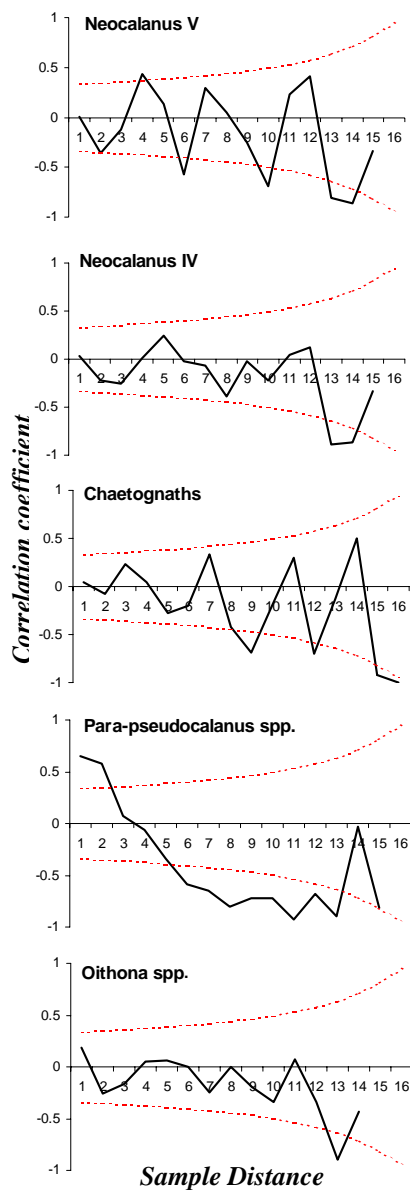 Neocalanus V
1
0.5
0
1 2 3 4 5 6 7 8 9 10 11 12 13 14 15 16
-0.5
-1
Neocalanus IV
1
0.5
0
1 2 3 4 5 6 7 8 9 10 11 12 13 14 15 16
-0.5
-1
Correlation coefficient
Chaetognaths
1
0.5
0
1 2 3 4 5 6 7 8 9 10 11 12 13 14 15 16
-0.5
-1
Para-pseudocalanus spp.
1
0.5
0
1 2 3 4 5 6 7 8 9 10 11 12 13 14 15 16
-0.5
-1
Oithona spp.
1
0.5
0
1 2 3 4 5 6 7 8 9 10 11 12 13 14 15 16
-0.5
-1
Sample Distance